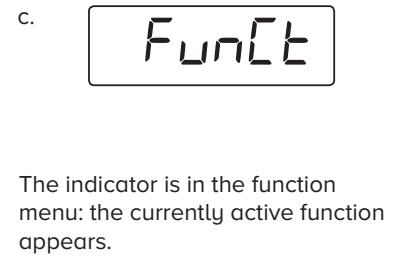 c.
FunCt
The indicator is in the function
menu: the currently active function
appears.